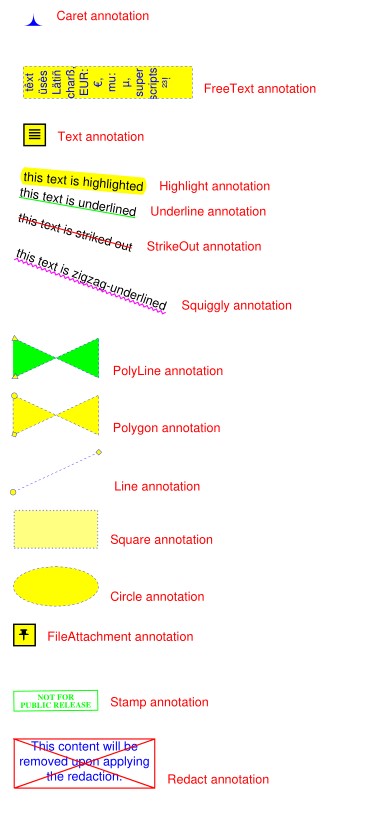 Caret annotation
têxt
üsès
Lätiñ
charß,
EUR:
€,
mu:
µ,
super
scripts
²³!
FreeText annotation
Text annotation
this text is highlighted
Highlight annotation
this text is underlined
Underline annotation
this text is striked out
StrikeOut annotation
this text is zigzag-underlined
Squiggly annotation
PolyLine annotation
Polygon annotation
Line annotation
Square annotation
Circle annotation
FileAttachment annotation
NOT FOR
PUBLIC RELEASE
Stamp annotation
This content will be
removed upon applying
the redaction.
Redact annotation